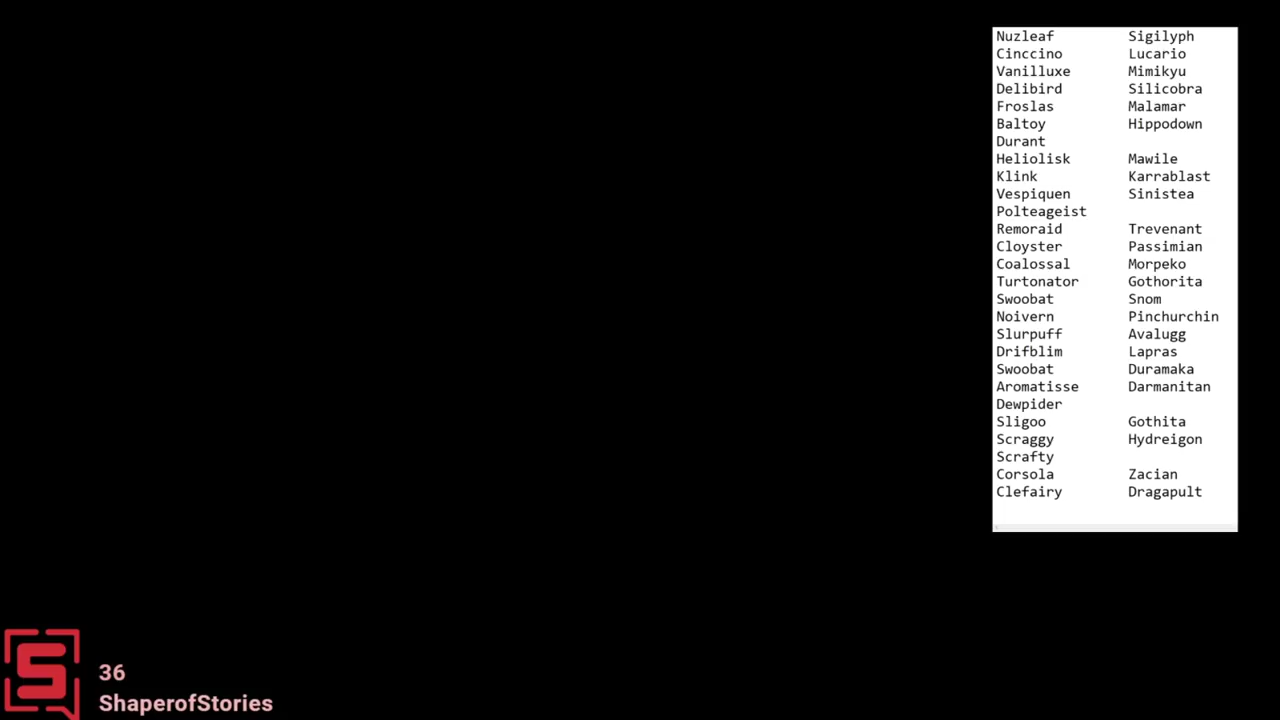 Nuzleaf Sigilyph
Cinccino Lucario
Vanilluxe Mimikyu
Delibird Silicobra
Froslas Malamar
Baltoy Hippodown
Durant
Heliolisk Mawile
Klink Karrablast
Vespiquen Sinistea
Polteageist
Remoraid Trevenant
Cloyster Passimian
Coalossal Morpeko
Turtonator Gothorita
Swoobat Snom
Noivern Pinchurchin
Slurpuff Avalugg
Drifblim Lapras
Swoobat Duramaka
Aromatisse Darmanitan
Dewpider
Sligoo Gothita
Scraggy Hydreigon
Scrafty
Corsola Zacian
Clefairy Dragapult
S
36
ShaperofStories